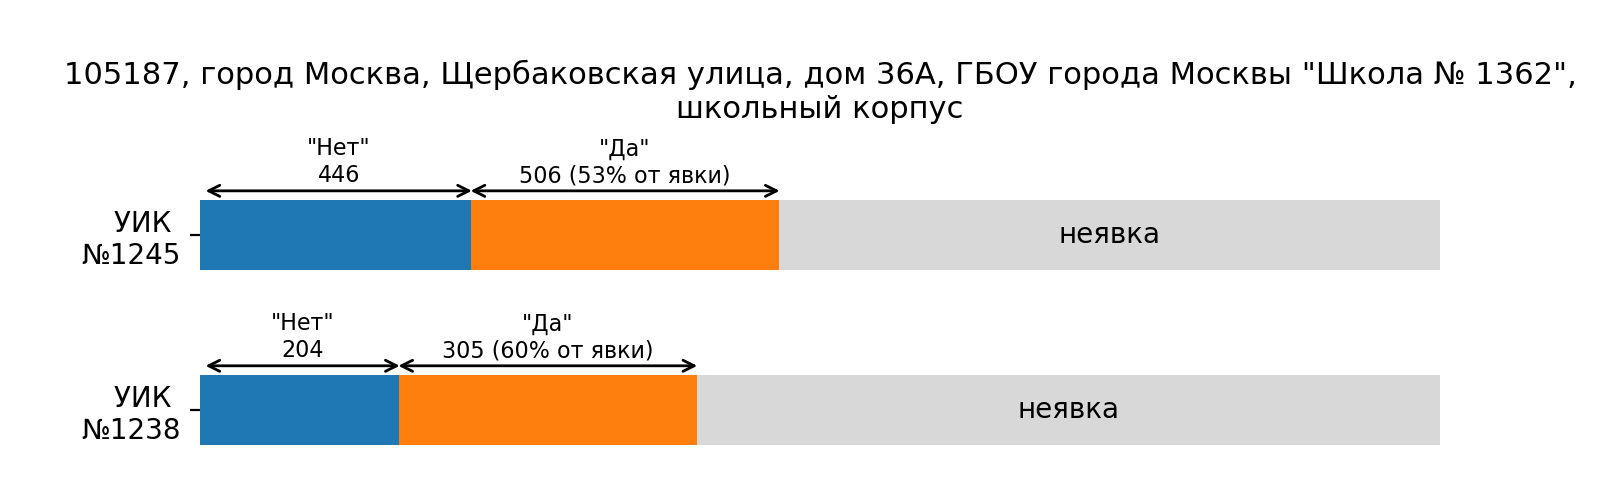 105187, город Москва, Щербаковская улица, дом 36А, ГБОУ города Москвы "Школа № 1362",
школьный корпус
"Нет"
446
"Да"
506 (53% от явки)
УИК
№1245
неявка
"Нет"
204
"Да"
305 (60% от явки)
УИК
№1238
неявка